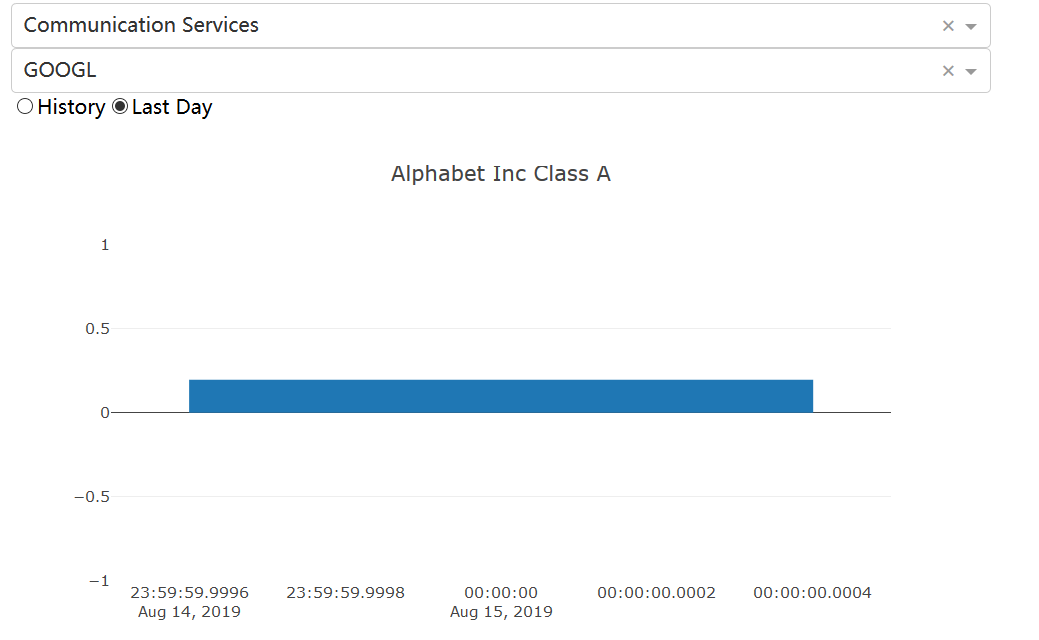 Communication Services
GOOGL
History Last Day
Alphabet Inc Class A
1
0.5
0
−0.5
−1
23:59:59.9996 23:59:59.9998 00:00:00 00:00:00.0002 00:00:00.0004
Aug 14, 2019 Aug 15, 2019